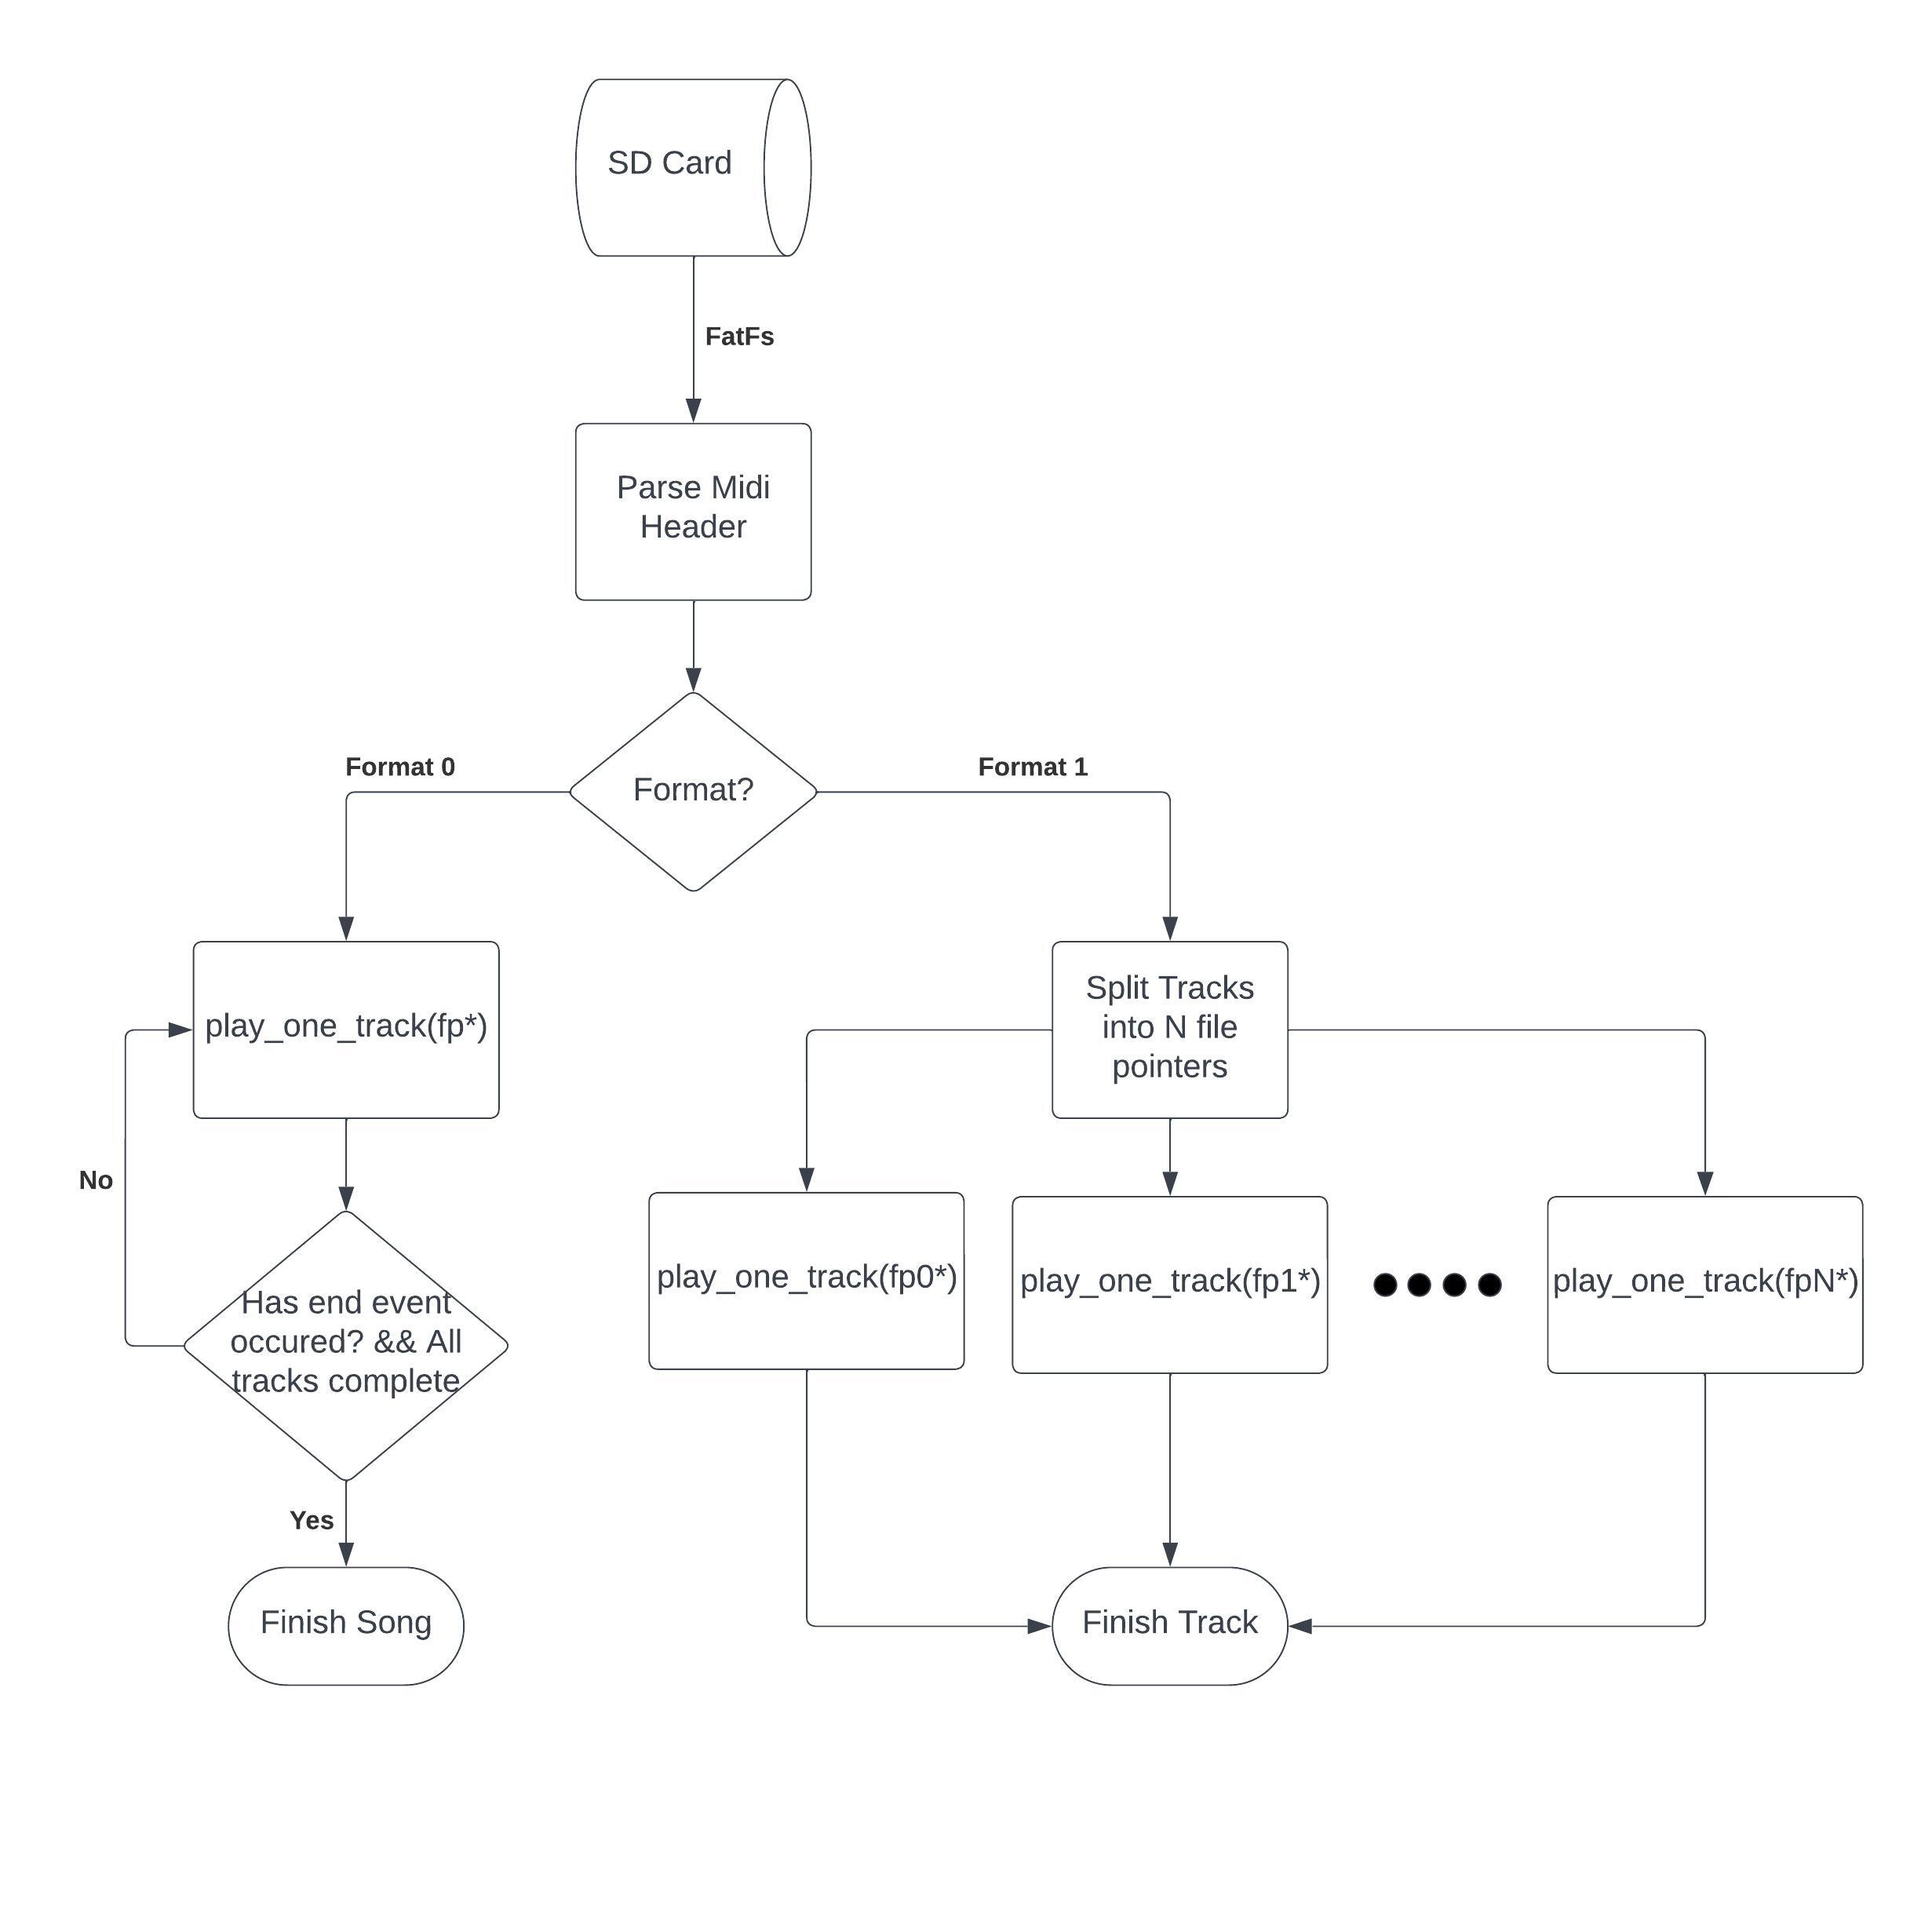 SD Card
FatFs
Parse Midi
Header
Format 0
Format?
Format 1
play_one_track(fp*)
Split Tracks
into N file
pointers
No
Has end event
occured? && All
tracks complete
play_one_track(fp0*)
play_one_track(fp1*)
play_one_track(fpN*)
Yes
Finish Song
Finish Track